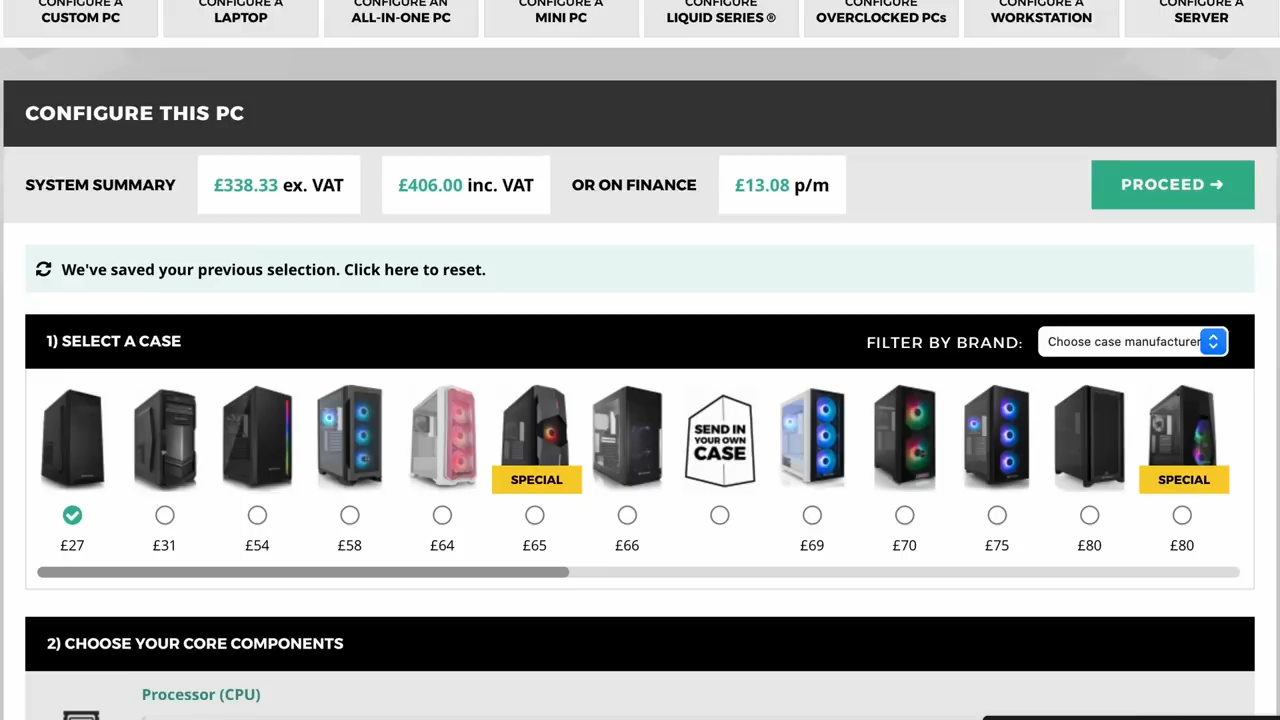 CONFIGURE A CUSTOM PC
CONFIGURE A LAPTOP
CONFIGURE AN ALL-IN-ONE PC
CONFIGURE A MINI PC
CONFIGURE LIQUID SERIES ®
CONFIGURE OVERCLOCKED PCs
CONFIGURE A WORKSTATION
CONFIGURE A SERVER
CONFIGURE THIS PC
SYSTEM SUMMARY £338.33 ex. VAT £406.00 inc. VAT OR ON FINANCE £13.08 p/m PROCEED ➜
We've saved your previous selection. Click here to reset.
1) SELECT A CASE FILTER BY BRAND: Choose case manufacturer
SEND IN
YOUR OWN
CASE
SPECIAL SPECIAL
£27 £31 £54 £58 £64 £65 £66 £69 £70 £75 £80 £80
2) CHOOSE YOUR CORE COMPONENTS
Processor (CPU)